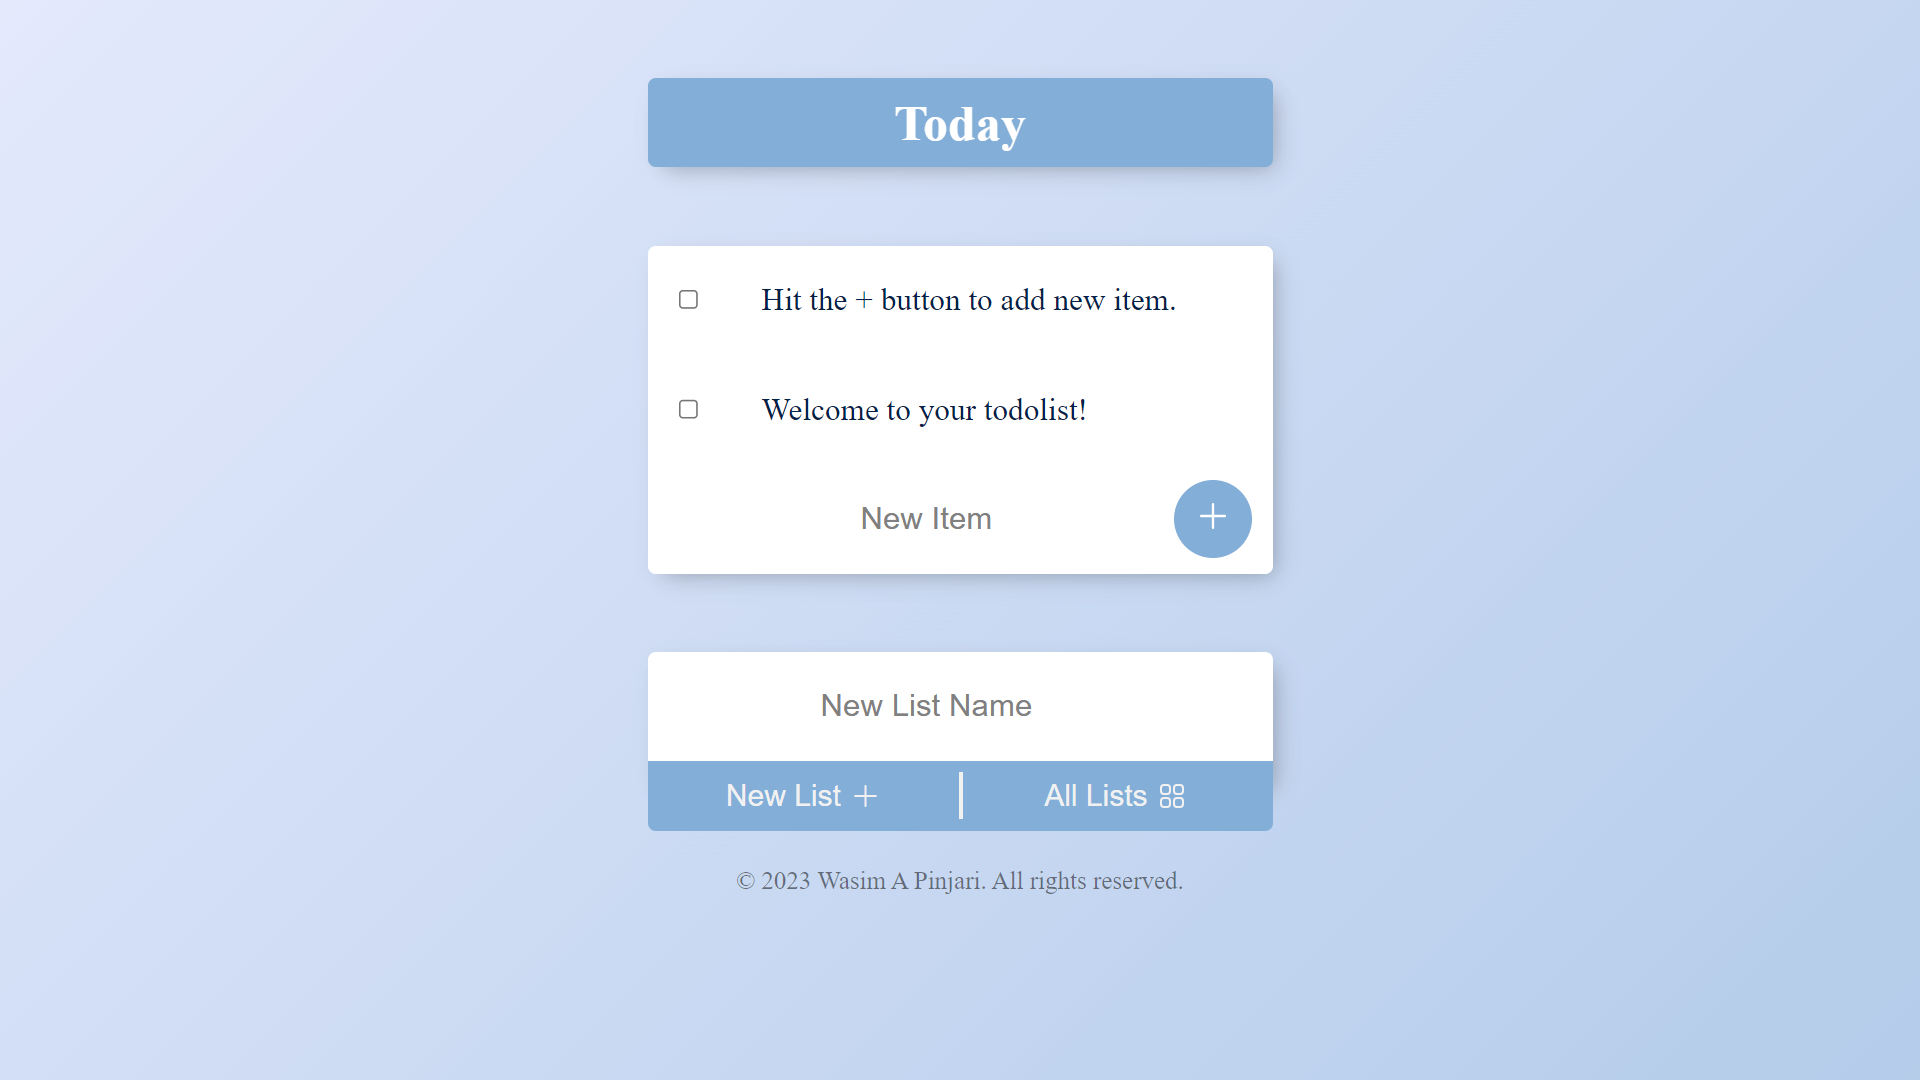 Today
Hit the + button to add new item.
Welcome to your todolist!
New Item
New List Name
New List
All Lists
© 2023 Wasim A Pinjari. All rights reserved.